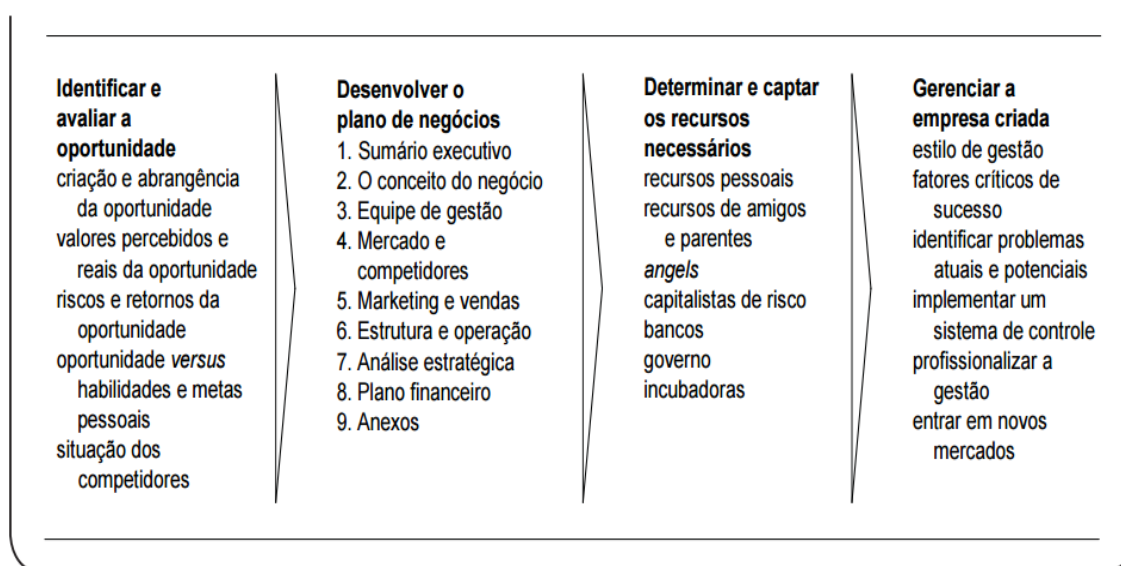 Identificar e
avaliar a
oportunidade
criação e abrangência
da oportunidade
valores percebidos e
reais da oportunidade
riscos e retornos da
oportunidade
oportunidade versus
habilidades e metas
pessoais
situação dos
competidores
Desenvolver o
plano de negócios
1. Sumário executivo
2. O conceito do negócio
3. Equipe de gestão
4. Mercado e
competidores
5. Marketing e vendas
6. Estrutura e operação
7. Análise estratégica
8. Plano financeiro
9. Anexos
Determinar e captar
os recursos
necessários
recursos pessoais
recursos de amigos
e parentes
angels
capitalistas de risco
bancos
governo
incubadoras
Gerenciar a
empresa criada
estilo de gestão
fatores críticos de
sucesso
identificar problemas
atuais e potenciais
implementar um
sistema de controle
profissionalizar a
gestão
entrar em novos
mercados